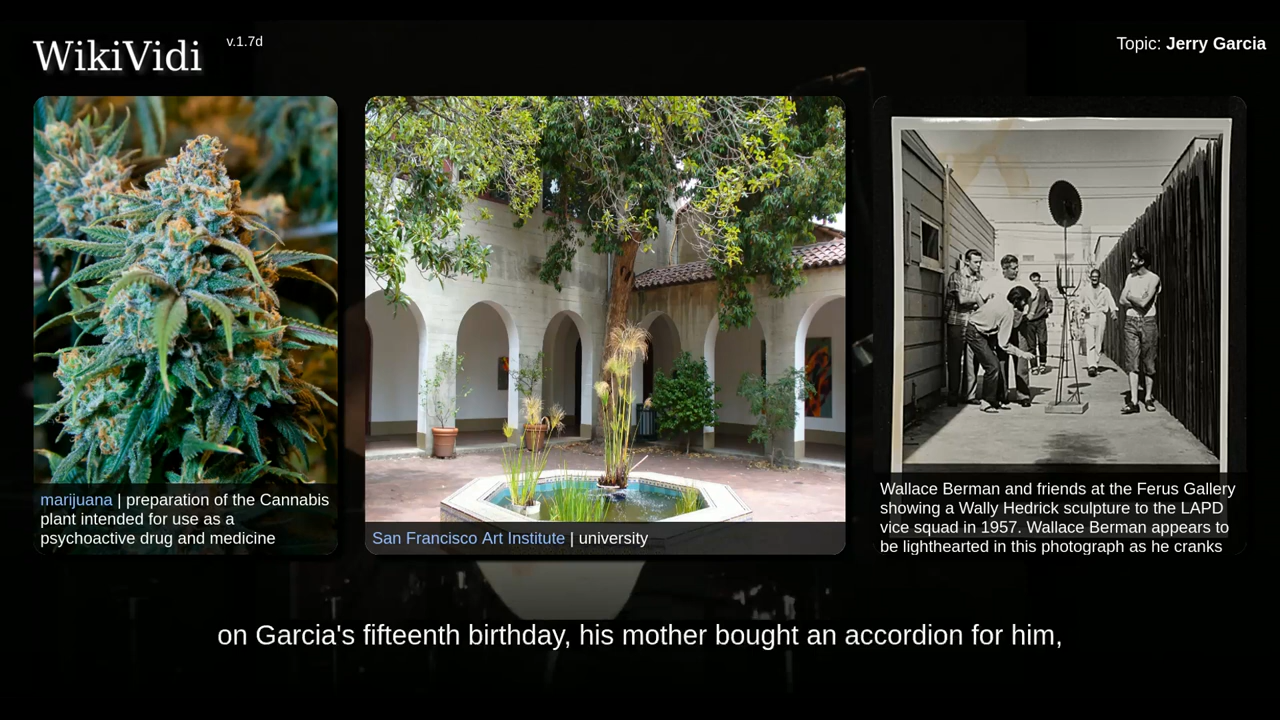 WikiVidi
v.1.7d
Topic: Jerry Garcia
marijuana | preparation of the Cannabis
plant intended for use as a
psychoactive drug and medicine
San Francisco Art Institute | university
Wallace Berman and friends at the Ferus Gallery
showing a Wally Hedrick sculpture to the LAPD
vice squad in 1957. Wallace Berman appears to
be lighthearted in this photograph as he cranks
on Garcia's fifteenth birthday, his mother bought an accordion for him,